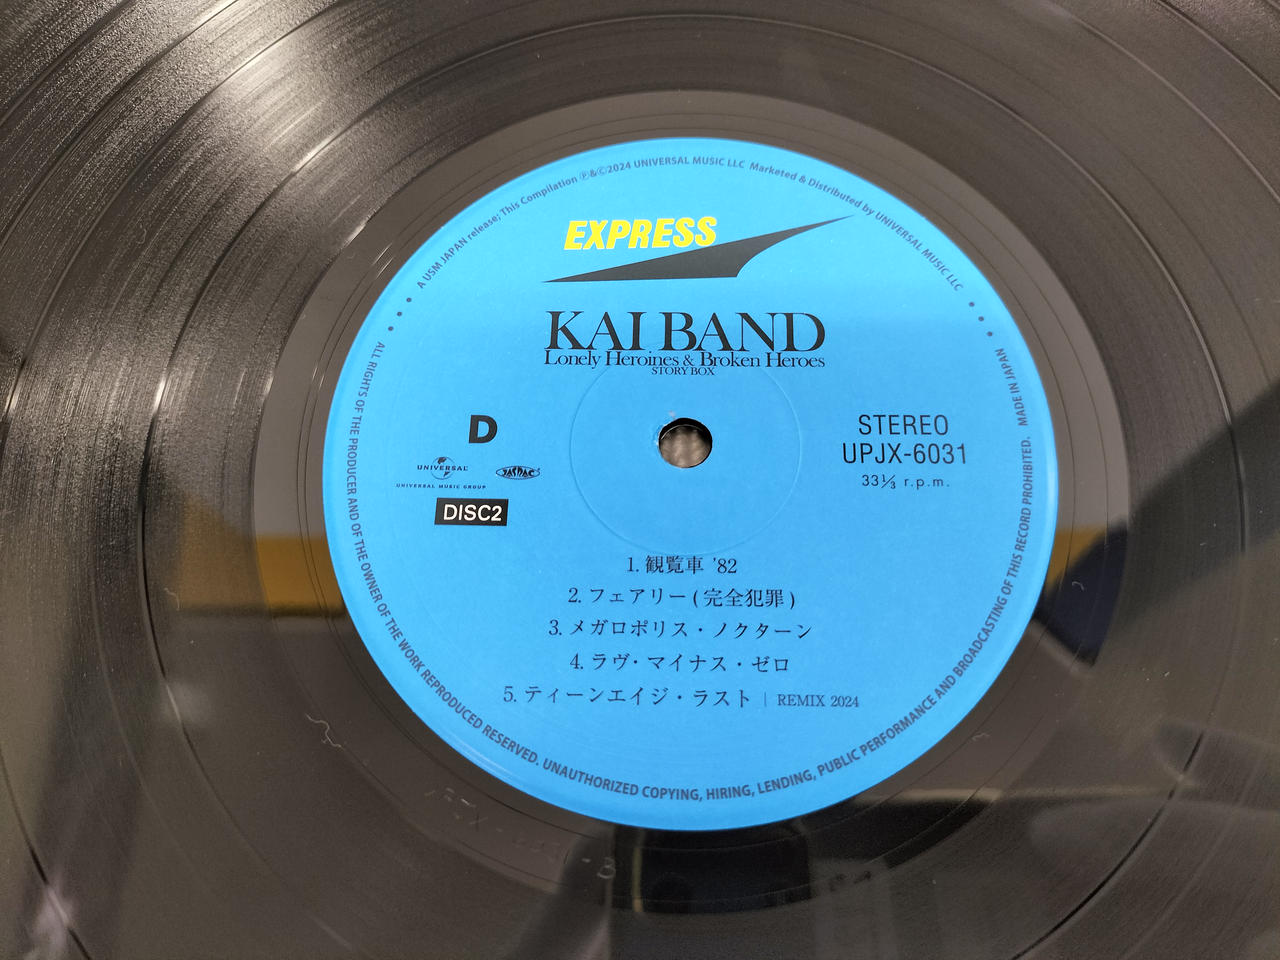 A USM JAPAN release; This Compilation Ⓟ&Ⓒ2024 UNIVERSAL MUSIC LLC Marketed & Distributed by UNIVERSAL MUSIC LLC
EXPRESS
KAI BAND
Lonely Heroines & Broken Heroes
STORY BOX
D
UNIVERSAL
UNIVERSAL MUSIC GROUP
JASRAC
DISC2
STEREO
UPJX-6031
33⅓ r.p.m.
1. 観覧車 '82
2. フェアリー ( 完全犯罪 )
3. メガロポリス・ノクターン
4. ラヴ・マイナス・ゼロ
5. ティーンエイジ・ラスト | REMIX 2024
ALL RIGHTS OF THE PRODUCER AND OF THE OWNER OF THE WORK REPRODUCED RESERVED. UNAUTHORIZED COPYING, HIRING, LENDING, PUBLIC PERFORMANCE AND BROADCASTING OF THIS RECORD PROHIBITED. MADE IN JAPAN